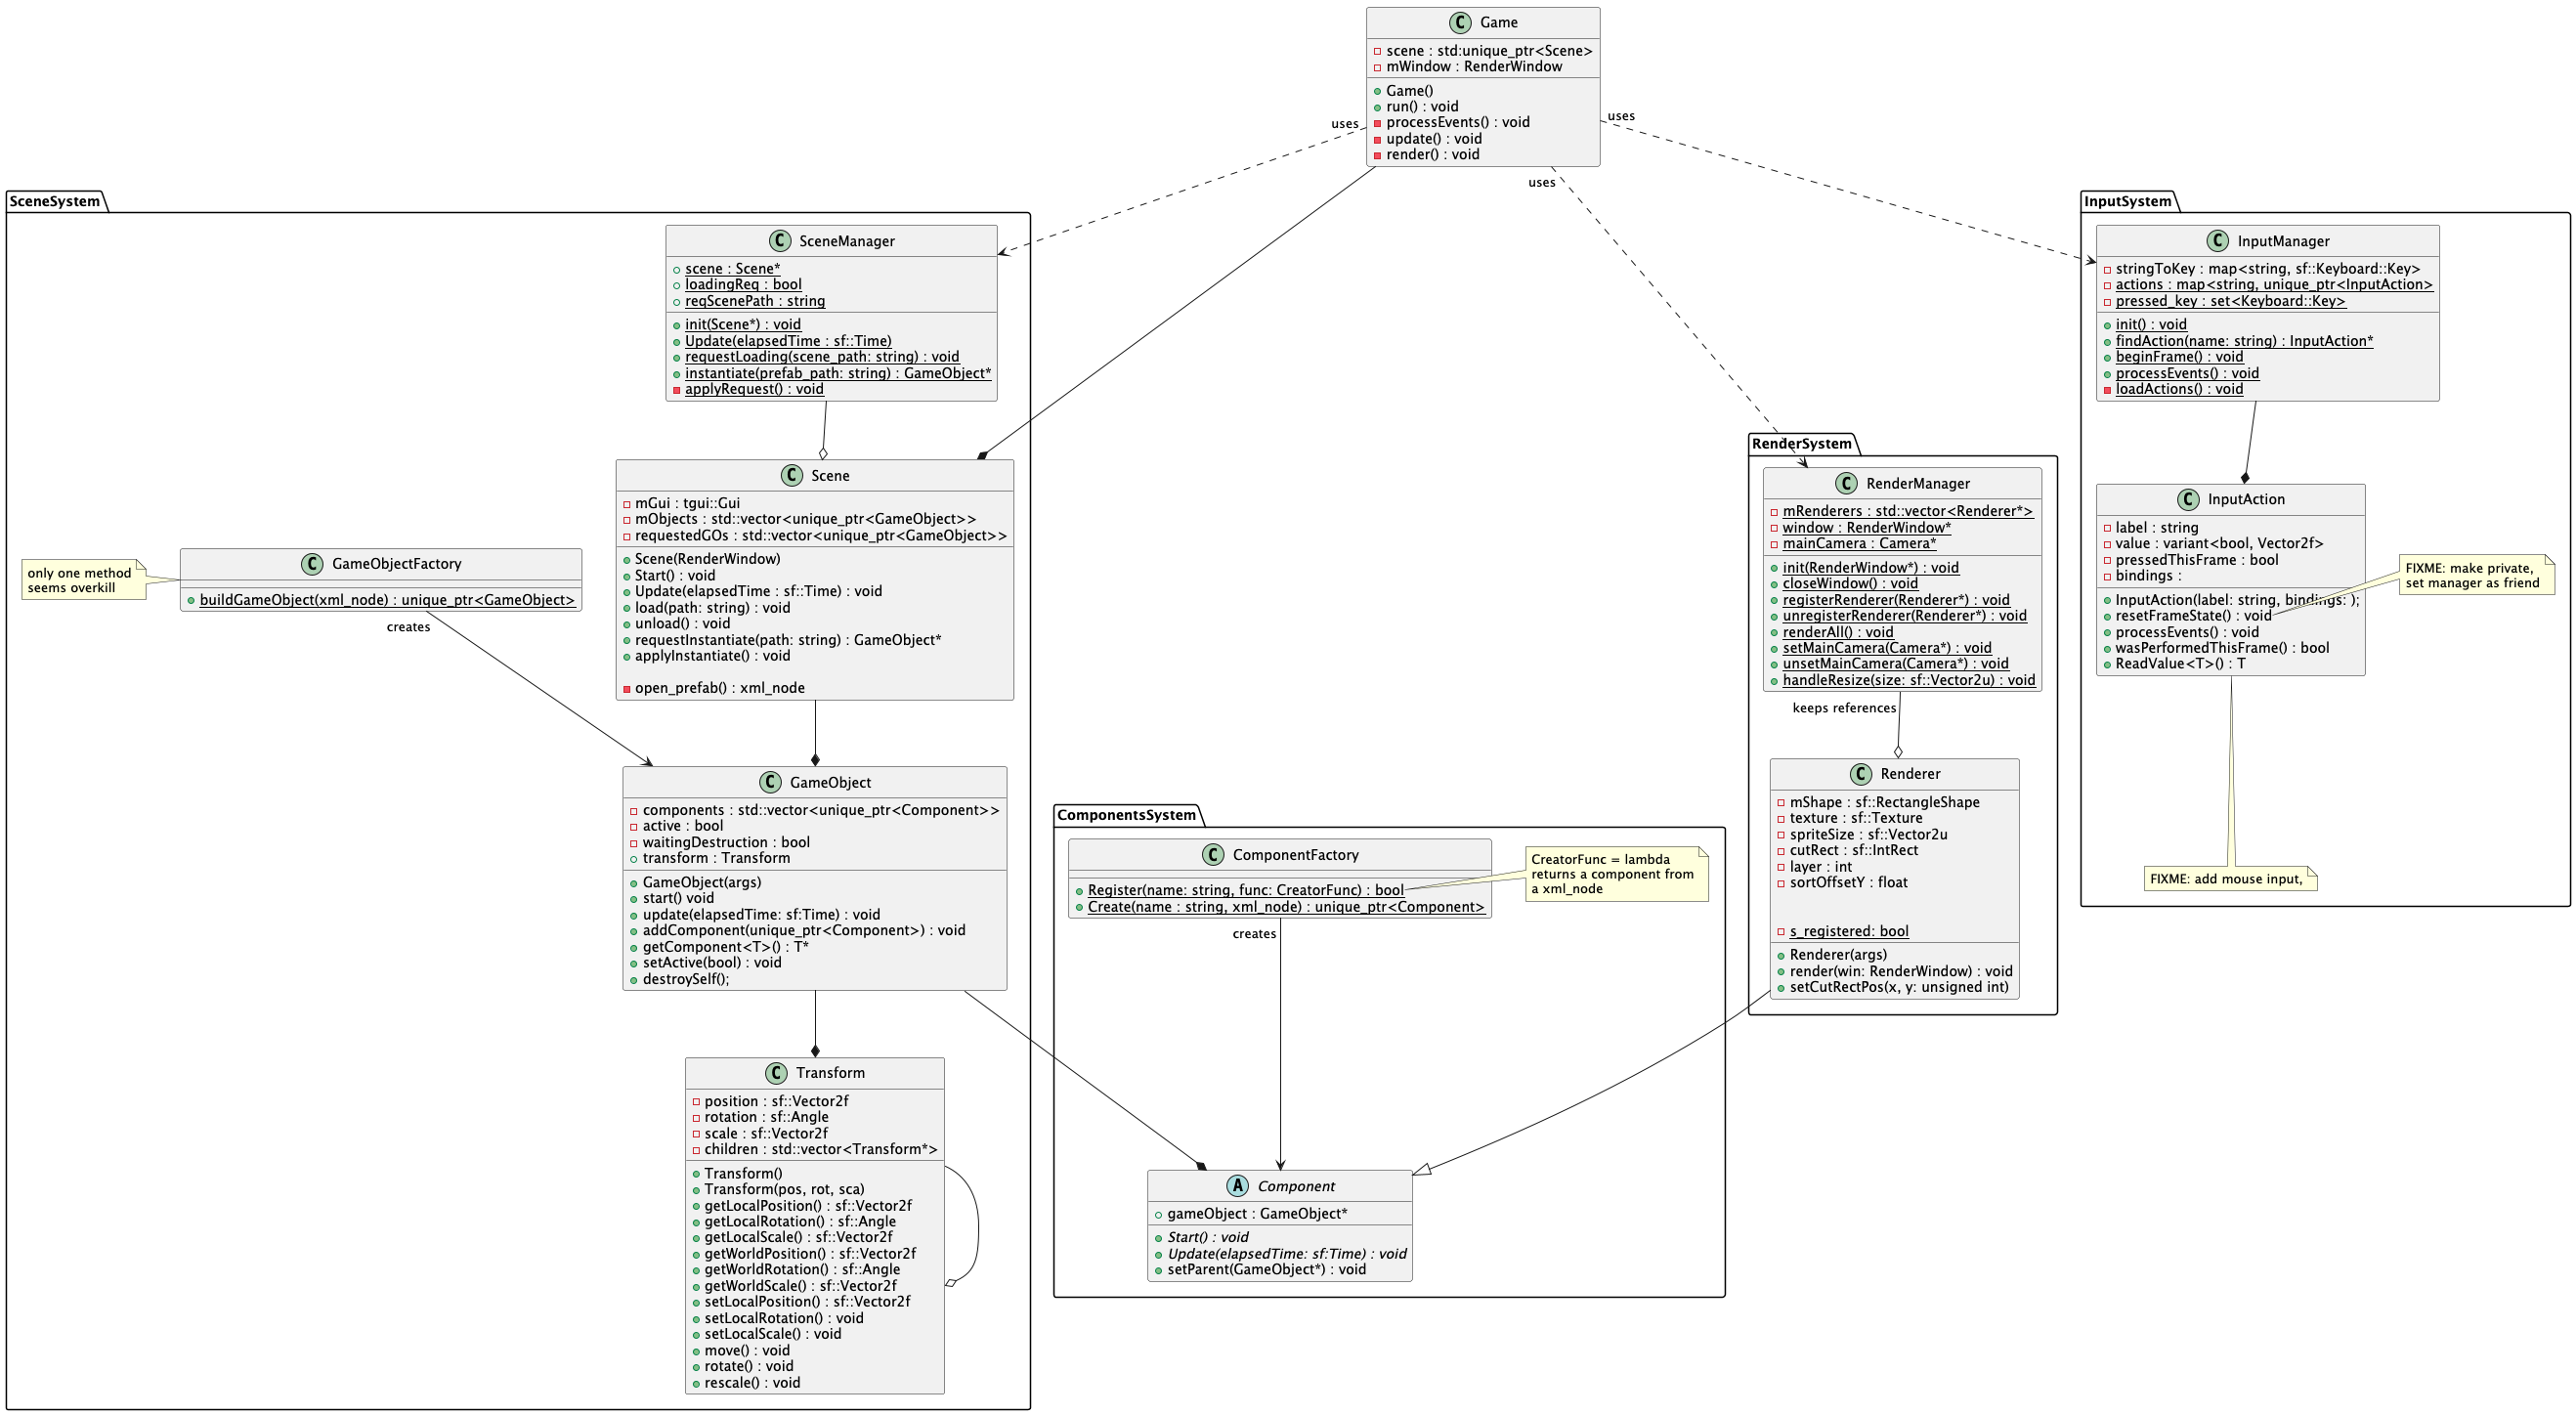 Game
scene : std:unique_ptr<Scene>
mWindow : RenderWindow
Game()
run() : void
processEvents() : void
update() : void
render() : void
uses
uses
uses
SceneSystem
SceneManager
scene : Scene*
loadingReq : bool
reqScenePath : string
init(Scene*) : void
Update(elapsedTime : sf::Time)
requestLoading(scene_path: string) : void
instantiate(prefab_path: string) : GameObject*
applyRequest() : void
Scene
mGui : tgui::Gui
mObjects : std::vector<unique_ptr<GameObject>>
requestedGOs : std::vector<unique_ptr<GameObject>>
Scene(RenderWindow)
Start() : void
Update(elapsedTime : sf::Time) : void
load(path: string) : void
unload() : void
requestInstantiate(path: string) : GameObject*
applyInstantiate() : void
open_prefab() : xml_node
only one method
seems overkill
GameObjectFactory
buildGameObject(xml_node) : unique_ptr<GameObject>
creates
GameObject
components : std::vector<unique_ptr<Component>>
active : bool
waitingDestruction : bool
transform : Transform
GameObject(args)
start() void
update(elapsedTime: sf:Time) : void
addComponent(unique_ptr<Component>) : void
getComponent<T>() : T*
setActive(bool) : void
destroySelf();
Transform
position : sf::Vector2f
rotation : sf::Angle
scale : sf::Vector2f
children : std::vector<Transform*>
Transform()
Transform(pos, rot, sca)
getLocalPosition() : sf::Vector2f
getLocalRotation() : sf::Angle
getLocalScale() : sf::Vector2f
getWorldPosition() : sf::Vector2f
getWorldRotation() : sf::Angle
getWorldScale() : sf::Vector2f
setLocalPosition() : sf::Vector2f
setLocalRotation() : void
setLocalScale() : void
move() : void
rotate() : void
rescale() : void
ComponentsSystem
ComponentFactory
Register(name: string, func: CreatorFunc) : bool
Create(name : string, xml_node) : unique_ptr<Component>
CreatorFunc = lambda
returns a component from
a xml_node
creates
Component
gameObject : GameObject*
Start() : void
Update(elapsedTime: sf:Time) : void
setParent(GameObject*) : void
RenderSystem
RenderManager
mRenderers : std::vector<Renderer*>
window : RenderWindow*
mainCamera : Camera*
init(RenderWindow*) : void
closeWindow() : void
registerRenderer(Renderer*) : void
unregisterRenderer(Renderer*) : void
renderAll() : void
setMainCamera(Camera*) : void
unsetMainCamera(Camera*) : void
handleResize(size: sf::Vector2u) : void
keeps references
Renderer
mShape : sf::RectangleShape
texture : sf::Texture
spriteSize : sf::Vector2u
cutRect : sf::IntRect
layer : int
sortOffsetY : float
s_registered: bool
Renderer(args)
render(win: RenderWindow) : void
setCutRectPos(x, y: unsigned int)
InputSystem
InputManager
stringToKey : map<string, sf::Keyboard::Key>
actions : map<string, unique_ptr<InputAction>
pressed_key : set<Keyboard::Key>
init() : void
findAction(name: string) : InputAction*
beginFrame() : void
processEvents() : void
loadActions() : void
InputAction
label : string
value : variant<bool, Vector2f>
pressedThisFrame : bool
bindings :
InputAction(label: string, bindings: );
resetFrameState() : void
processEvents() : void
wasPerformedThisFrame() : bool
ReadValue<T>() : T
FIXME: make private,
set manager as friend
FIXME: add mouse input,